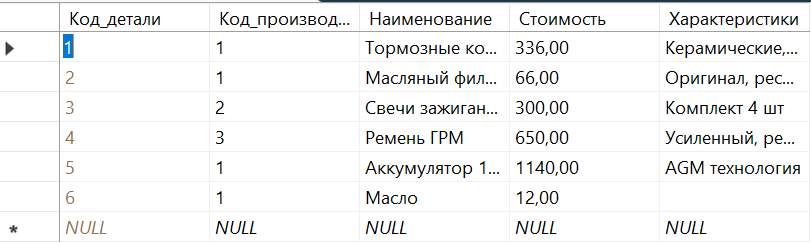 Код_детали Код_производ... Наименование Стоимость Характеристики
1 1 Тормозные ко... 336,00 Керамические,...
2 1 Масляный фил... 66,00 Оригинал, рес...
3 2 Свечи зажиган... 300,00 Комплект 4 шт
4 3 Ремень ГРМ 650,00 Усиленный, ре...
5 1 Аккумулятор 1... 1140,00 AGM технология
6 1 Масло 12,00
NULL NULL NULL NULL NULL